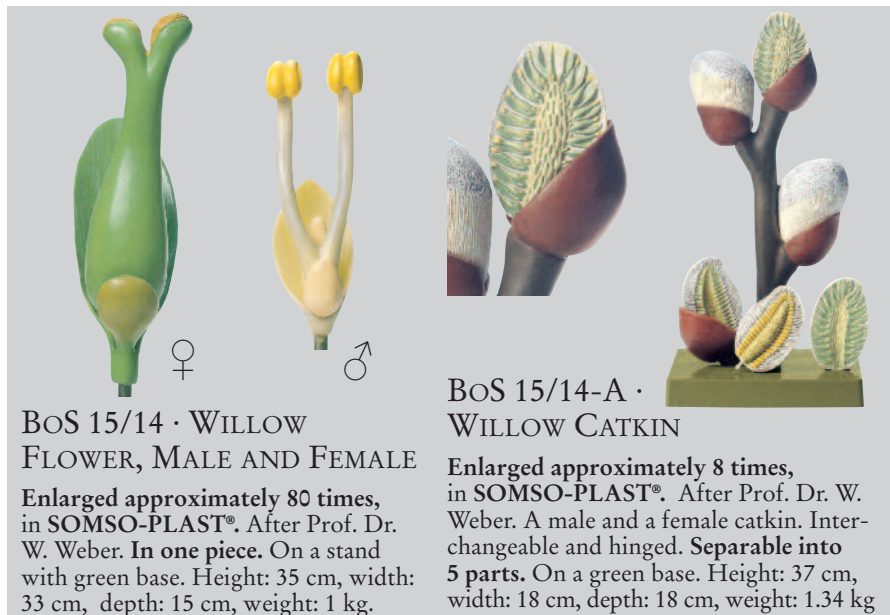 ♀
♂
BOS 15/14 · WILLOW
FLOWER, MALE AND FEMALE
Enlarged approximately 80 times,
in SOMSO-PLAST®. After Prof. Dr.
W. Weber. In one piece. On a stand
with green base. Height: 35 cm, width:
33 cm, depth: 15 cm, weight: 1 kg.
BOS 15/14-A ·
WILLOW CATKIN
Enlarged approximately 8 times,
in SOMSO-PLAST®. After Prof. Dr. W.
Weber. A male and a female catkin. Inter-
changeable and hinged. Separable into
5 parts. On a green base. Height: 37 cm,
width: 18 cm, depth: 18 cm, weight: 1.34 kg